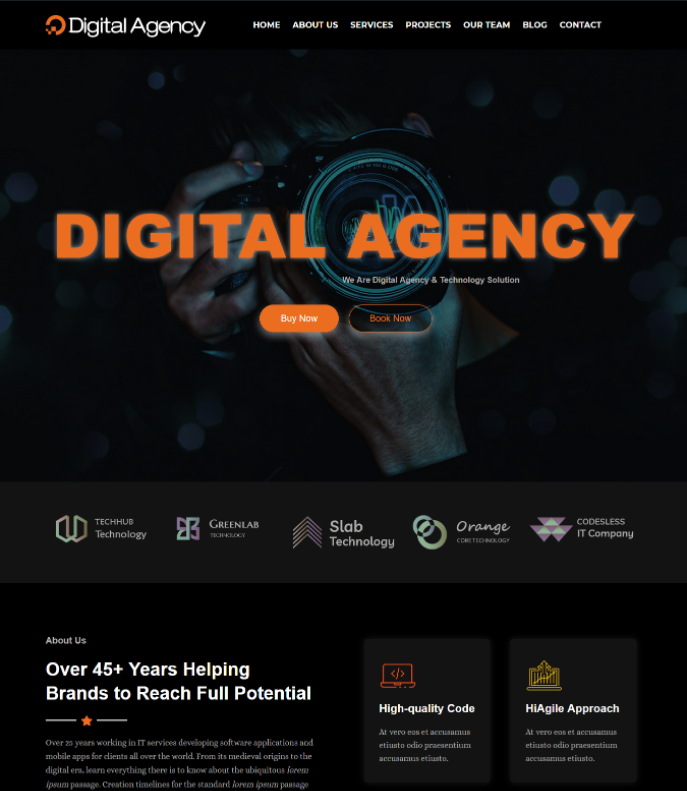 Digital Agency
HOME ABOUT US SERVICES PROJECTS OUR TEAM BLOG CONTACT
DIGITAL AGENCY
We Are Digital Agency & Technology Solution
Buy Now Book Now
TECHHUB
Technology
GREENLAB
TECHNOLOGY
Slab
Technology
Orange
CORETECHNOLOGY
CODESLESS
IT Company
About Us
Over 45+ Years Helping
Brands to Reach Full Potential
Over 25 years working in IT services developing software applications and
mobile apps for clients all over the world. From its medieval origins to the
digital era, learn everything there is to know about the ubiquitous lorem
ipsum passage. Creation timelines for the standard lorem ipsum passage
High-quality Code
At vero eos et accusamus
etiusto odio praesentium
accusamus etiusto.
HiAgile Approach
At vero eos et accusamus
etiusto odio praesentium
accusamus etiusto.